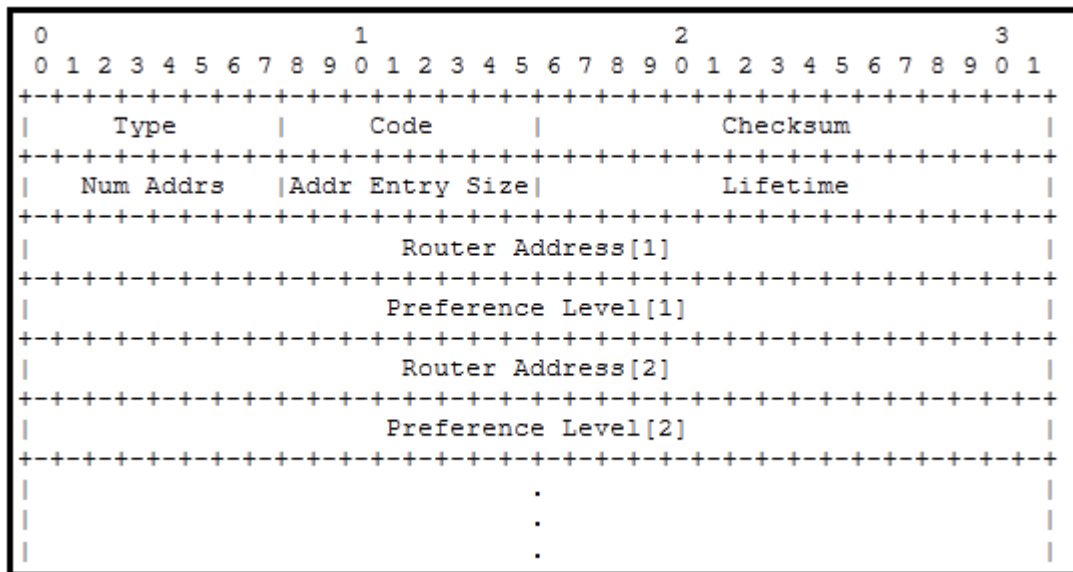 0                   1                   2                   3
 0 1 2 3 4 5 6 7 8 9 0 1 2 3 4 5 6 7 8 9 0 1 2 3 4 5 6 7 8 9 0 1
+-+-+-+-+-+-+-+-+-+-+-+-+-+-+-+-+-+-+-+-+-+-+-+-+-+-+-+-+-+-+-+-+
|     Type      |     Code      |           Checksum            |
+-+-+-+-+-+-+-+-+-+-+-+-+-+-+-+-+-+-+-+-+-+-+-+-+-+-+-+-+-+-+-+-+
|   Num Addrs   |Addr Entry Size|           Lifetime            |
+-+-+-+-+-+-+-+-+-+-+-+-+-+-+-+-+-+-+-+-+-+-+-+-+-+-+-+-+-+-+-+-+
|                       Router Address[1]                       |
+-+-+-+-+-+-+-+-+-+-+-+-+-+-+-+-+-+-+-+-+-+-+-+-+-+-+-+-+-+-+-+-+
|                      Preference Level[1]                      |
+-+-+-+-+-+-+-+-+-+-+-+-+-+-+-+-+-+-+-+-+-+-+-+-+-+-+-+-+-+-+-+-+
|                       Router Address[2]                       |
+-+-+-+-+-+-+-+-+-+-+-+-+-+-+-+-+-+-+-+-+-+-+-+-+-+-+-+-+-+-+-+-+
|                      Preference Level[2]                      |
+-+-+-+-+-+-+-+-+-+-+-+-+-+-+-+-+-+-+-+-+-+-+-+-+-+-+-+-+-+-+-+-+
|                               .                               |
|                               .                               |
|                               .                               |